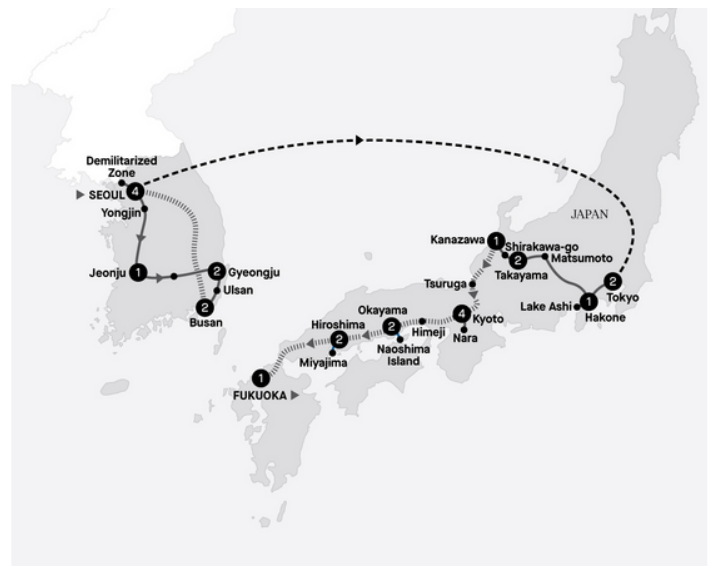 Demilitarized
Zone
SEOUL
4
Yongjin
Jeonju
1
2
Gyeongju
Ulsan
2
Busan
JAPAN
Kanazawa
1
Shirakawa-go
2
Matsumoto
Takayama
Tsuruga
2
Tokyo
Lake Ashi
1
Hakone
4
Kyoto
Nara
Himeji
Okayama
2
Naoshima
Island
Hiroshima
2
Miyajima
1
FUKUOKA